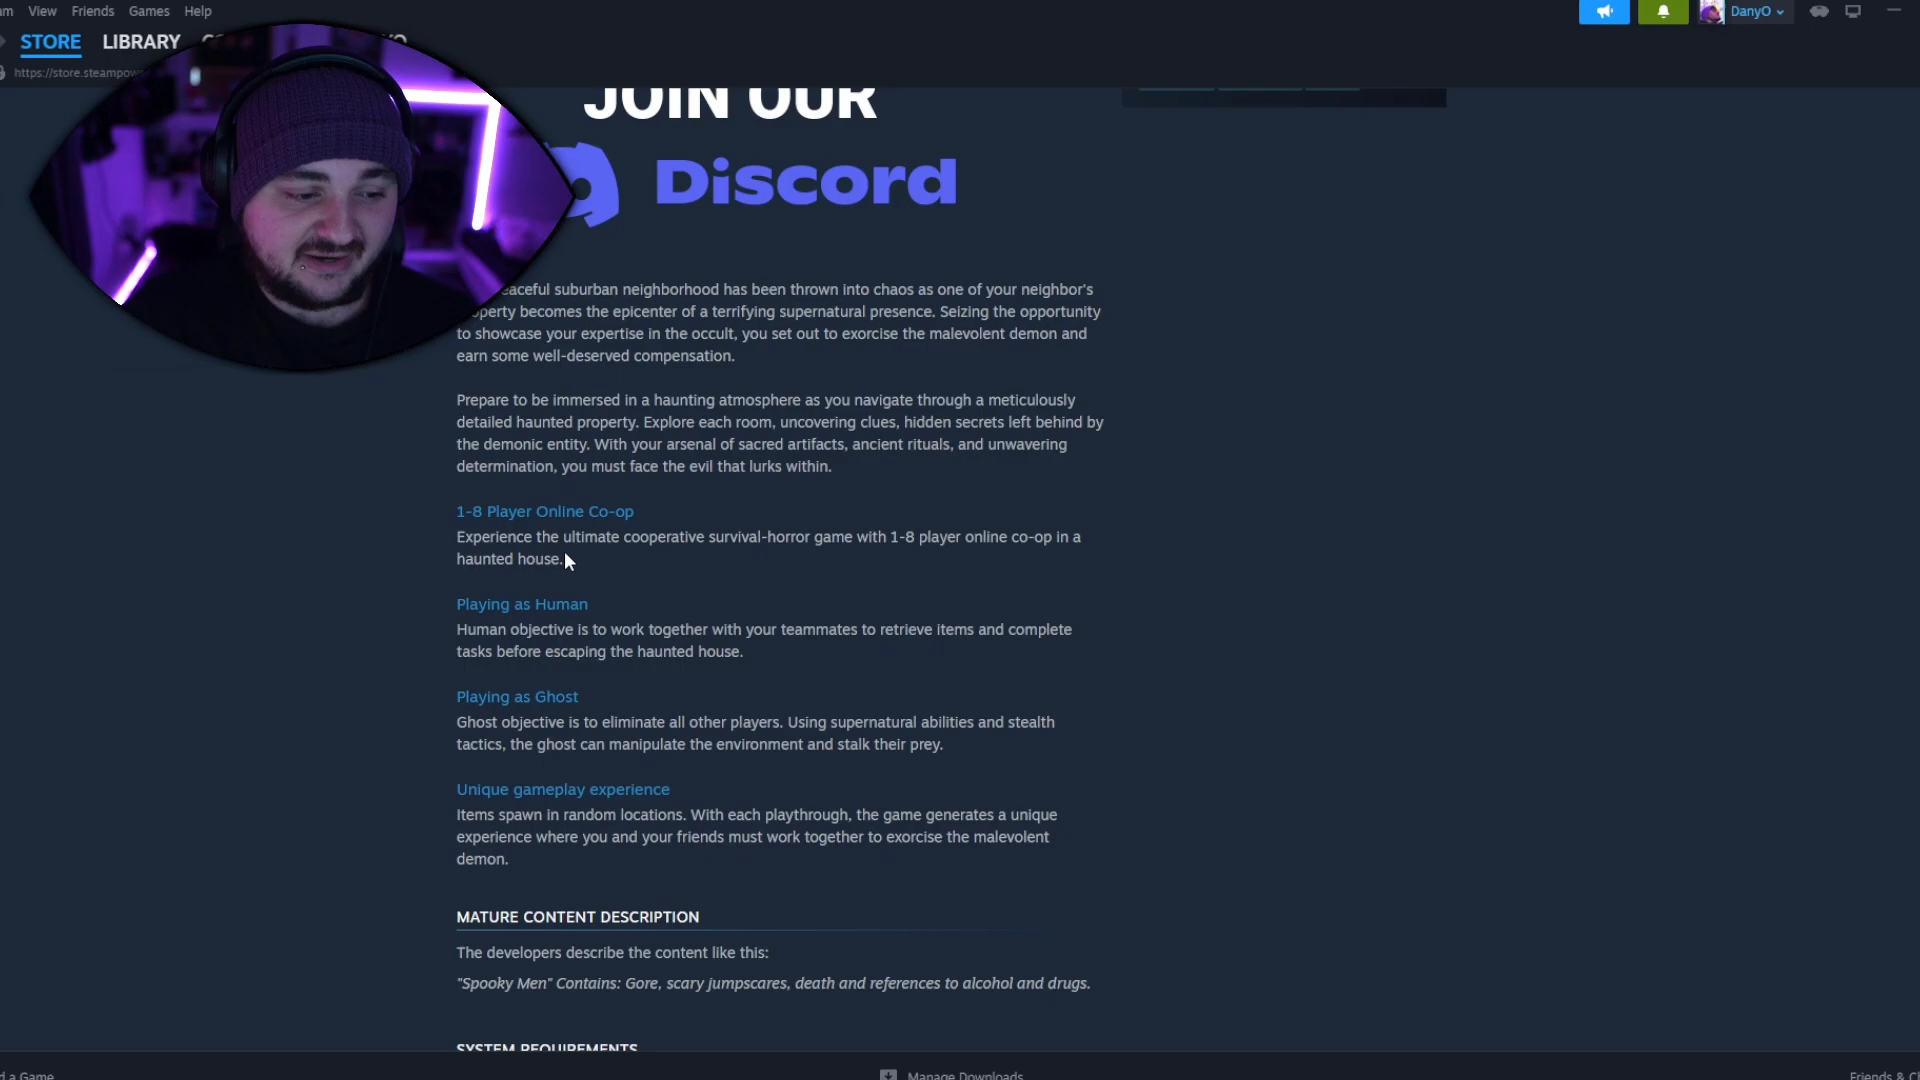 View Friends Games Help
DanyO
STORE LIBRARY
https://store.steampow
JOIN OUR
Discord
eaceful suburban neighborhood has been thrown into chaos as one of your neighbor's
operty becomes the epicenter of a terrifying supernatural presence. Seizing the opportunity
to showcase your expertise in the occult, you set out to exorcise the malevolent demon and
earn some well-deserved compensation.
Prepare to be immersed in a haunting atmosphere as you navigate through a meticulously
detailed haunted property. Explore each room, uncovering clues, hidden secrets left behind by
the demonic entity. With your arsenal of sacred artifacts, ancient rituals, and unwavering
determination, you must face the evil that lurks within.
1-8 Player Online Co-op
Experience the ultimate cooperative survival-horror game with 1-8 player online co-op in a
haunted house.
Playing as Human
Human objective is to work together with your teammates to retrieve items and complete
tasks before escaping the haunted house.
Playing as Ghost
Ghost objective is to eliminate all other players. Using supernatural abilities and stealth
tactics, the ghost can manipulate the environment and stalk their prey.
Unique gameplay experience
Items spawn in random locations. With each playthrough, the game generates a unique
experience where you and your friends must work together to exorcise the malevolent
demon.
MATURE CONTENT DESCRIPTION
The developers describe the content like this:
"Spooky Men" Contains: Gore, scary jumpscares, death and references to alcohol and drugs.
SYSTEM REQUIREMENTS
d a Game
Manage Downloads
Friends & Ch